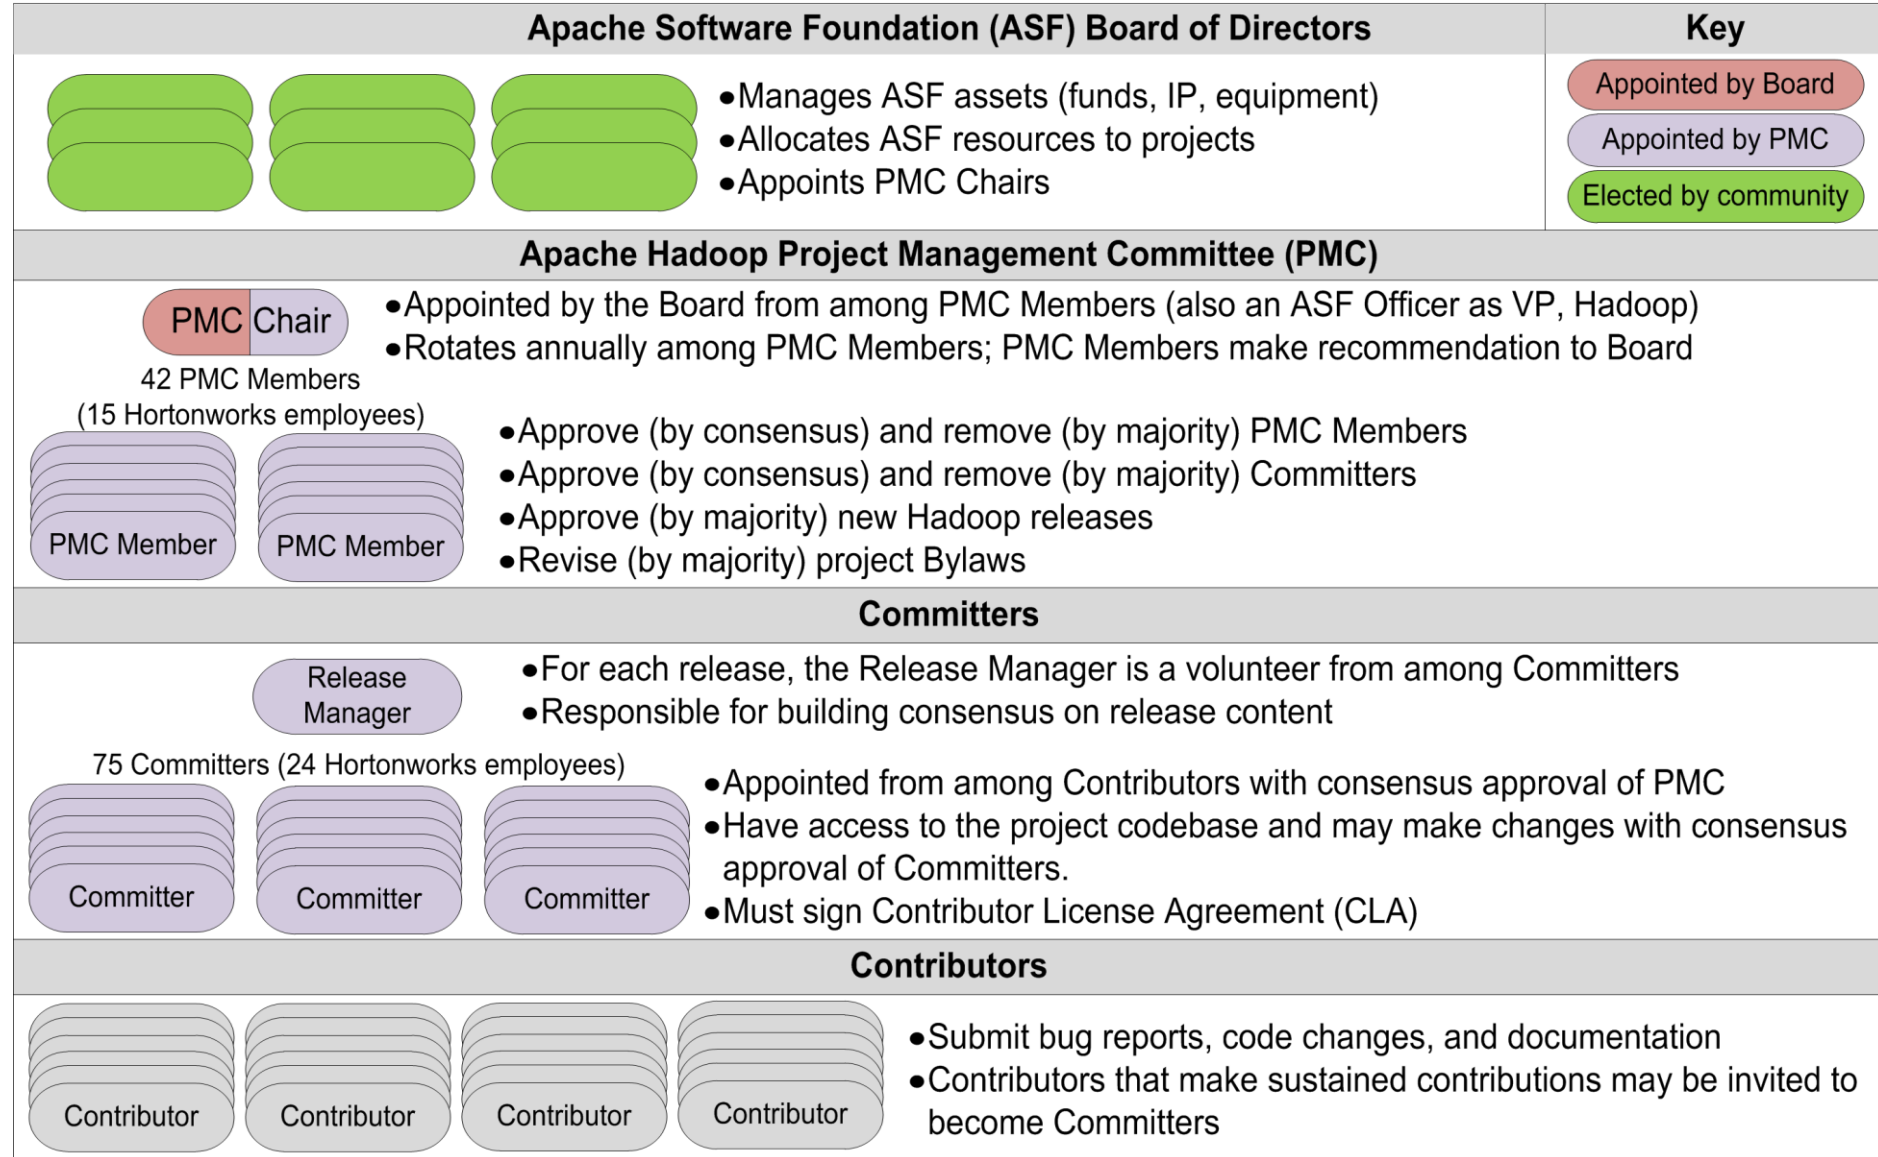 Apache Software Foundation (ASF) Board of Directors
Key
●Manages ASF assets (funds, IP, equipment)
●Allocates ASF resources to projects
●Appoints PMC Chairs
Appointed by Board
Appointed by PMC
Elected by community
Apache Hadoop Project Management Committee (PMC)
PMC Chair
●Appointed by the Board from among PMC Members (also an ASF Officer as VP, Hadoop)
●Rotates annually among PMC Members; PMC Members make recommendation to Board
42 PMC Members
(15 Hortonworks employees)
PMC Member
PMC Member
●Approve (by consensus) and remove (by majority) PMC Members
●Approve (by consensus) and remove (by majority) Committers
●Approve (by majority) new Hadoop releases
●Revise (by majority) project Bylaws
Committers
Release
Manager
●For each release, the Release Manager is a volunteer from among Committers
●Responsible for building consensus on release content
75 Committers (24 Hortonworks employees)
Committer
Committer
Committer
●Appointed from among Contributors with consensus approval of PMC
●Have access to the project codebase and may make changes with consensus
approval of Committers.
●Must sign Contributor License Agreement (CLA)
Contributors
Contributor
Contributor
Contributor
Contributor
●Submit bug reports, code changes, and documentation
●Contributors that make sustained contributions may be invited to
become Committers